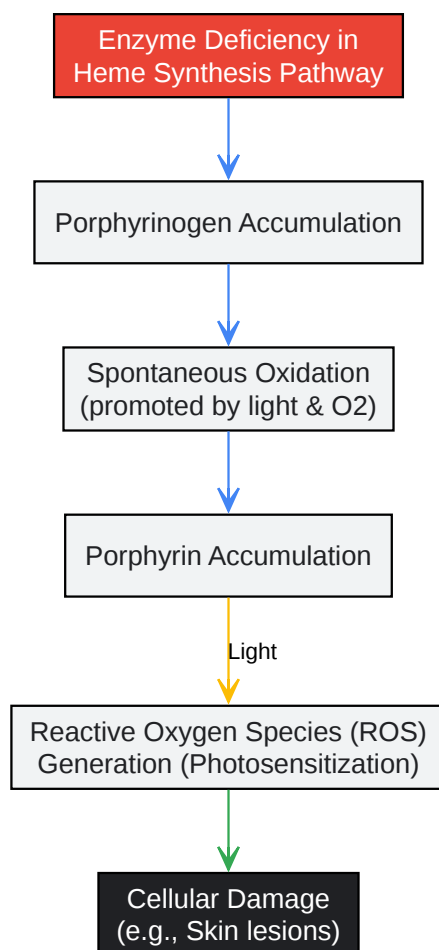 Enzyme Deficiency in
Heme Synthesis Pathway
Porphyrinogen Accumulation
Spontaneous Oxidation
(promoted by light & O2)
Porphyrin Accumulation
Light
Reactive Oxygen Species (ROS)
Generation (Photosensitization)
Cellular Damage
(e.g., Skin lesions)